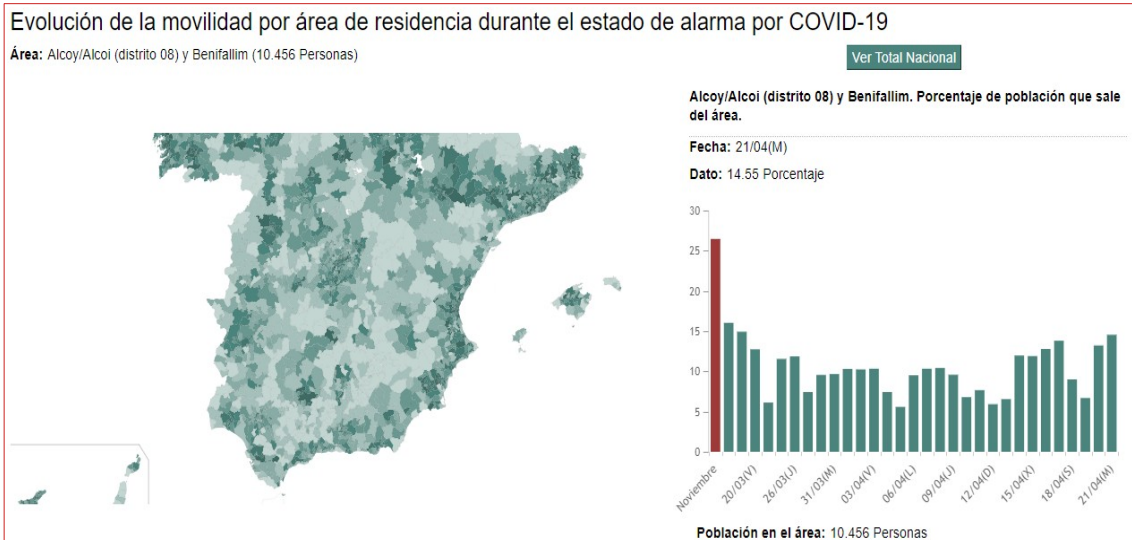 Evolución de la movilidad por área de residencia durante el estado de alarma por COVID-19
Área: Alcoy/Alcoi (distrito 08) y Benifallim (10.456 Personas)
Ver Total Nacional
Alcoy/Alcoi (distrito 08) y Benifallim. Porcentaje de población que sale
del área.
Fecha: 21/04(M)
Dato: 14.55 Porcentaje
30
25
20
15
10
5
0
Noviembre
20/03(V)
26/03(J)
31/03(M)
03/04(V)
06/04(L)
09/04(J)
12/04(D)
15/04(X)
18/04(S)
21/04(M)
Población en el área: 10.456 Personas